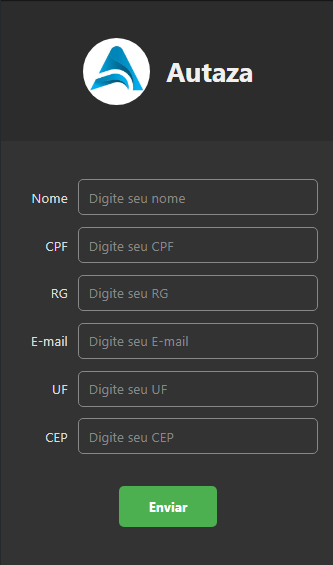 Autaza
Nome Digite seu nome
CPF Digite seu CPF
RG Digite seu RG
E-mail Digite seu E-mail
UF Digite seu UF
CEP Digite seu CEP
Enviar